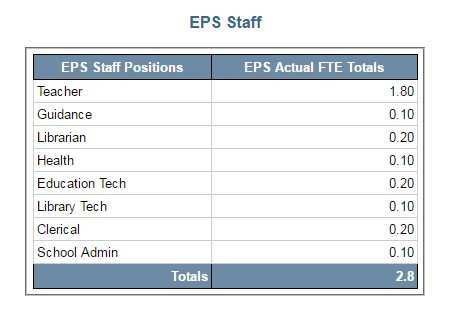 EPS Staff
EPS Staff Positions EPS Actual FTE Totals
Teacher 1.80
Guidance 0.10
Librarian 0.20
Health 0.10
Education Tech 0.20
Library Tech 0.10
Clerical 0.20
School Admin 0.10
Totals 2.8